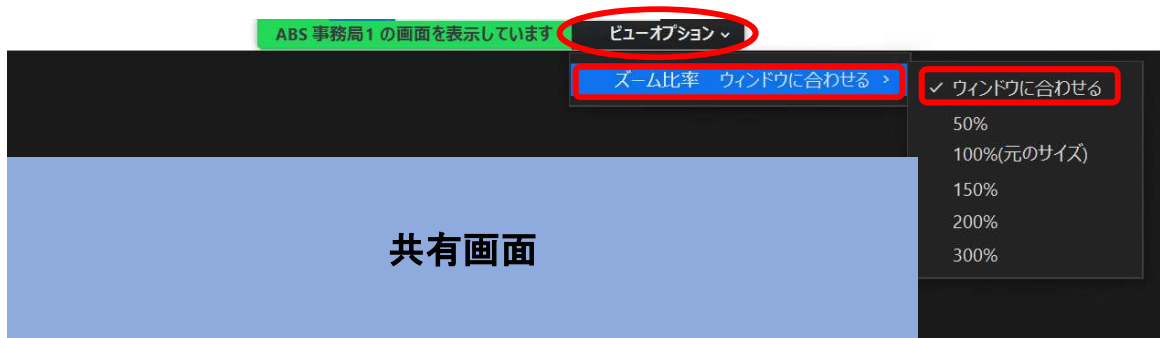 ABS 事務局1 の画面を表示しています ビューオプション
ズーム比率 ウィンドウに合わせる >
✓ ウィンドウに合わせる
50%
100%(元のサイズ)
150%
200%
300%
共有画面